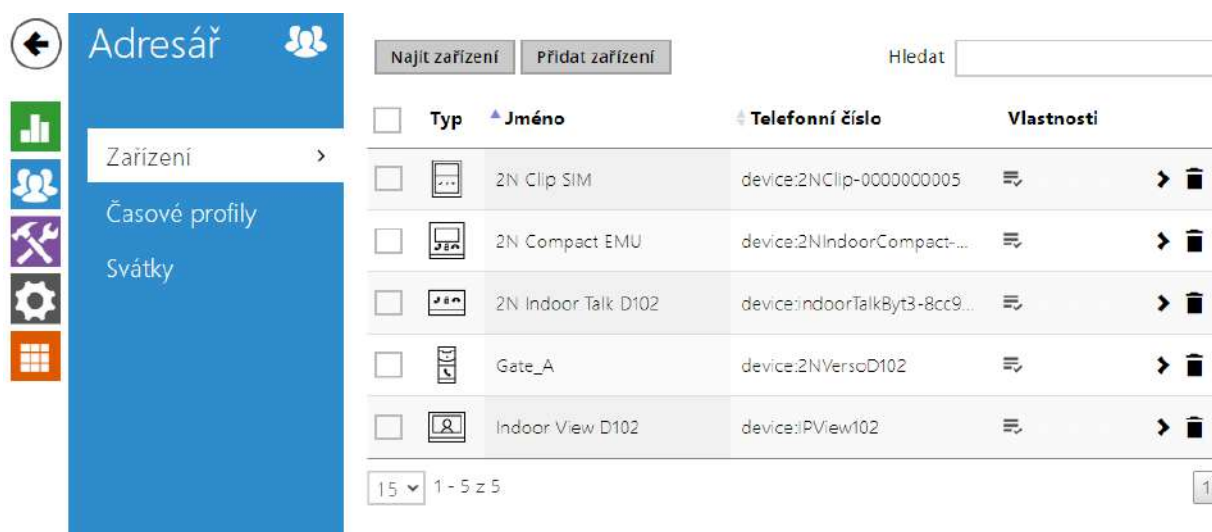 Adresář
Zařízení
Časové profily
Svátky
Najít zařízení Přidat zařízení Hledat
Typ Jméno Telefonní číslo Vlastnosti
2N Clip SIM device:2NClip-0000000005
2N Compact EMU device:2NIndoorCompact-...
2N Indoor Talk D102 device:indoorTalkByt3-8cc9...
Gate_A device:2NVersoD102
Indoor View D102 device:IPView102
15 1 - 5 z 5 1